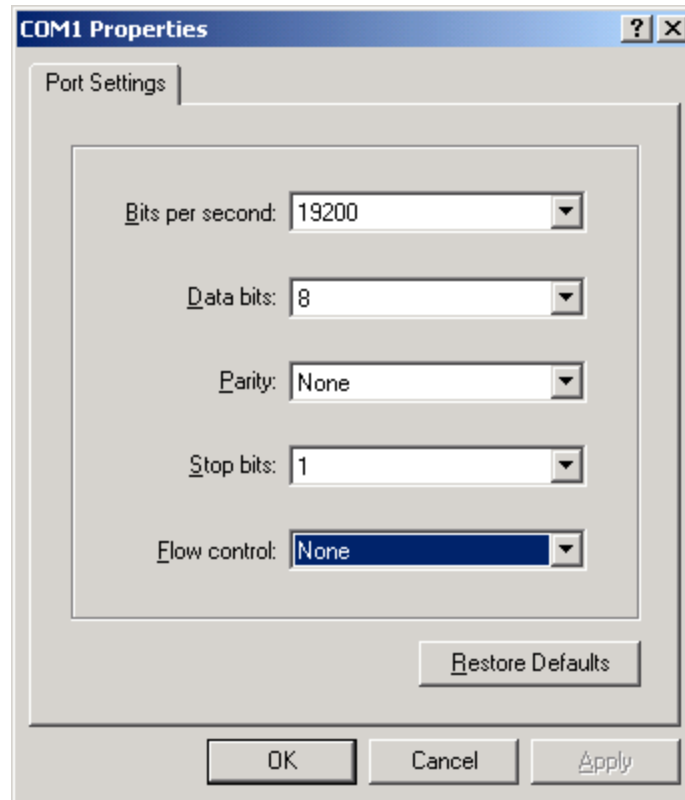 COM1 Properties
Port Settings
Bits per second: 19200
Data bits: 8
Parity: None
Stop bits: 1
Flow control: None
Restore Defaults
OK Cancel Apply